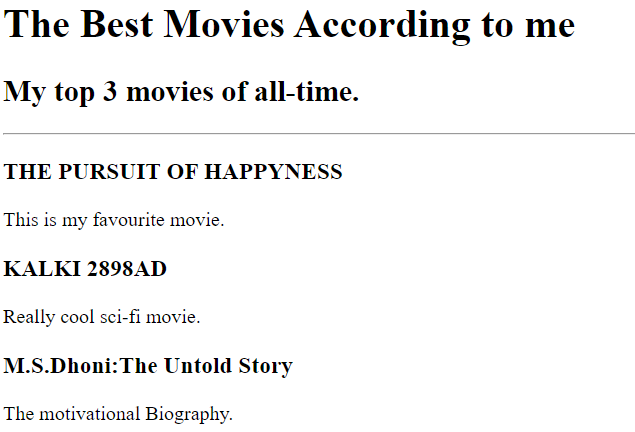 The Best Movies According to me
My top 3 movies of all-time.
THE PURSUIT OF HAPPYNESS
This is my favourite movie.
KALKI 2898AD
Really cool sci-fi movie.
M.S.Dhoni:The Untold Story
The motivational Biography.